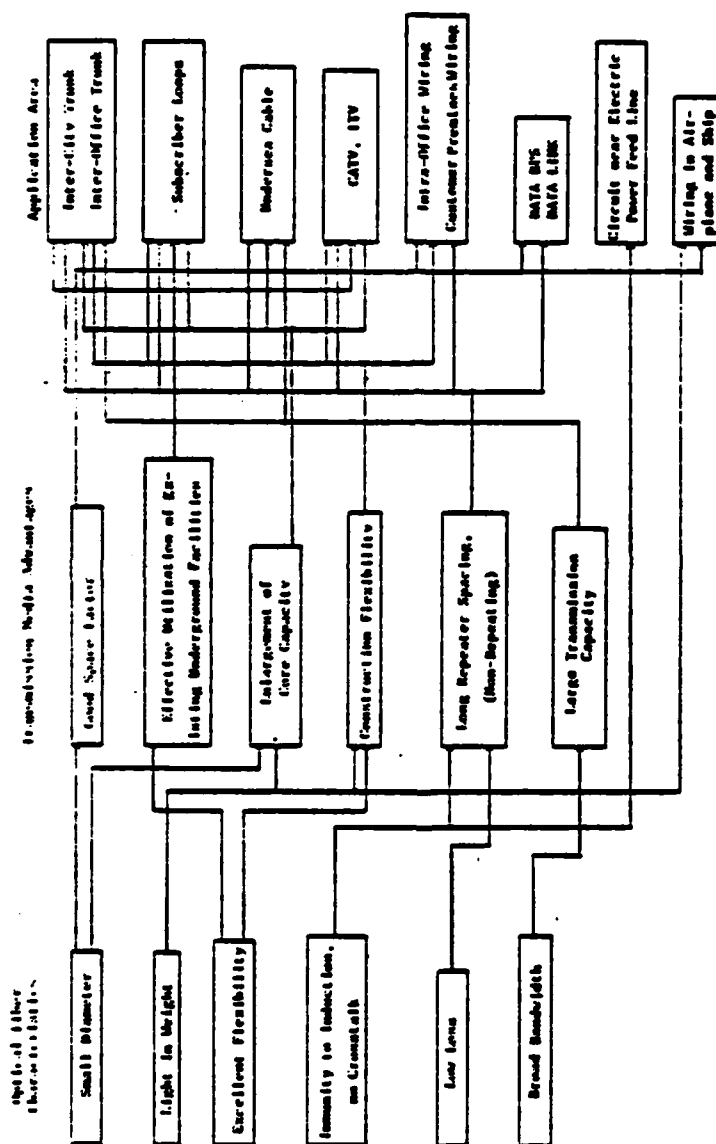 Optical Fiber
Characteristics
Small Diameter
Light in Weight
Excellent Flexibility
Immunity to Induction,
no Crosstalk
Low Loss
Broad Bandwidth
Transmission Media Advantages
Good Space Factor
Effective Utilization of Ex-
isting Underground Facilities
Enlargement of
Core Capacity
Construction Flexibility
Long Repeater Spacing,
(Non-Repeating)
Large Transmission
Capacity
Application Area
Inter-City Trunk
Inter-Office Trunk
Subscriber Loops
Undersea Cable
CATV, ITV
Intra-Office Wiring
Customer Premises Wiring
DATA BUS
DATA LINK
Circuit near Electric
Power Feed Line
Wiring in Air-
plane and Ship